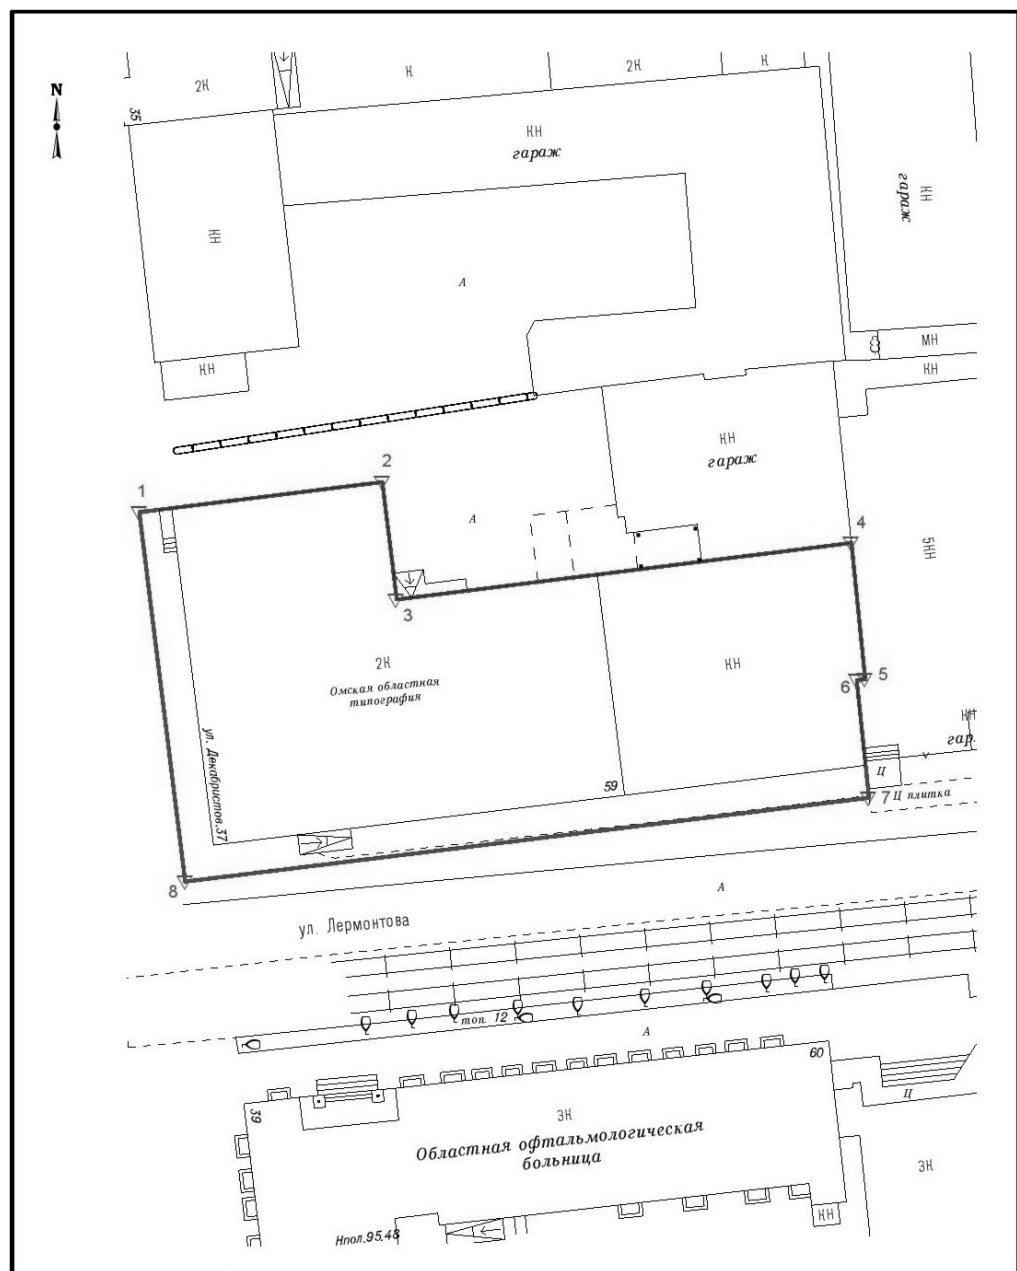 N
2К
К
2К
К
35
КН
гараж
КН
гараж
КН
А
КН
МН
КН
КН
гараж
1
2
А
4
5КН
3
2К
Омская областная
типография
КН
6
5
ул. Декабристов.37
КН
гар.
59
Ц
7
Ц плитка
8
А
ул. Лермонтова
топ. 12
А
60
39
3К
Ц
Областная офтальмологическая
больница
3К
КН
Нпол.95.48